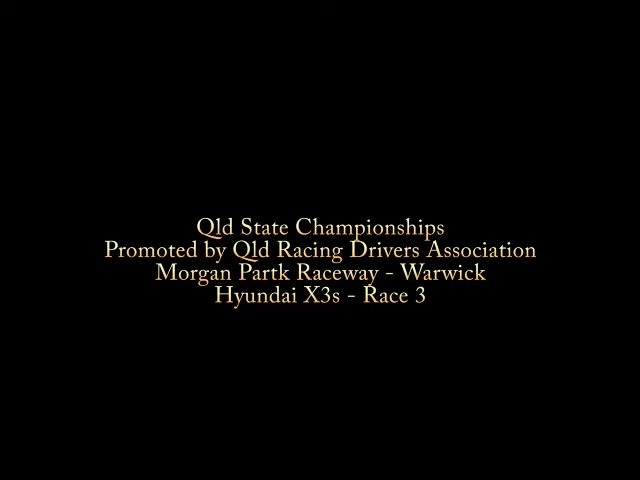 Qld State Championships
Promoted by Qld Racing Drivers Association
Morgan Partk Raceway - Warwick
Hyundai X3s - Race 3